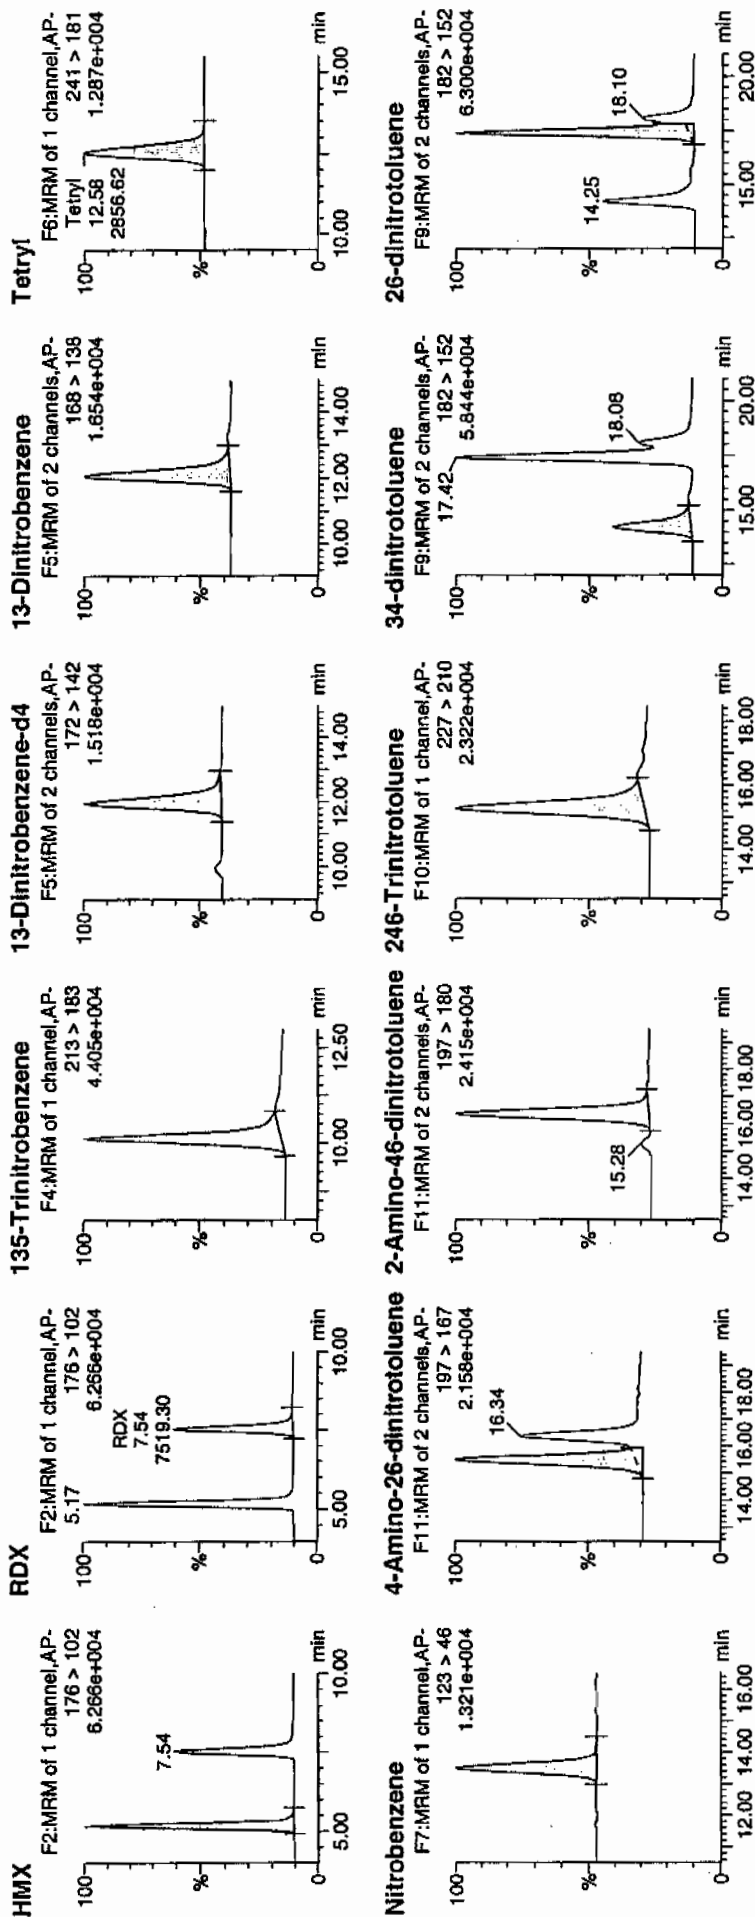 HMX
F2:MRM of 1 channel,AP-
176 > 102
6.266e+004
100
7.54
%
0
5.00
10.00
min
RDX
F2:MRM of 1 channel,AP-
176 > 102
6.266e+004
100
5.17
RDX
7.54
7519.30
%
0
5.00
10.00
min
135-Trinitrobenzene
F4:MRM of 1 channel,AP-
213 > 183
4.405e+004
100
%
0
10.00
12.50
min
13-Dinitrobenzene-d4
F5:MRM of 2 channels,AP-
172 > 142
1.518e+004
100
%
0
10.00
12.00
14.00
min
13-Dinitrobenzene
F5:MRM of 2 channels,AP-
168 > 138
1.654e+004
100
%
0
10.00
12.00
14.00
min
Tetryl
F6:MRM of 1 channel,AP-
241 > 181
1.287e+004
100
Tetryl
12.58
2856.62
%
0
10.00
15.00
min
Nitrobenzene
F7:MRM of 1 channel,AP-
123 > 46
1.321e+004
100
%
0
12.00
14.00
16.00
min
4-Amino-26-dinitrotoluene
F11:MRM of 2 channels,AP-
197 > 167
2.158e+004
100
16.34
%
0
14.00
16.00
18.00
min
2-Amino-46-dinitrotoluene
F11:MRM of 2 channels,AP-
197 > 180
2.415e+004
100
15.28
%
0
14.00
16.00
18.00
min
246-Trinitrotoluene
F10:MRM of 1 channel,AP-
227 > 210
2.322e+004
100
%
0
14.00
16.00
18.00
min
34-dinitrotoluene
F9:MRM of 2 channels,AP-
182 > 152
5.844e+004
100
17.42
18.08
%
0
15.00
20.00
min
26-dinitrotoluene
F9:MRM of 2 channels,AP-
182 > 152
6.300e+004
100
14.25
18.10
%
0
15.00
20.00
min